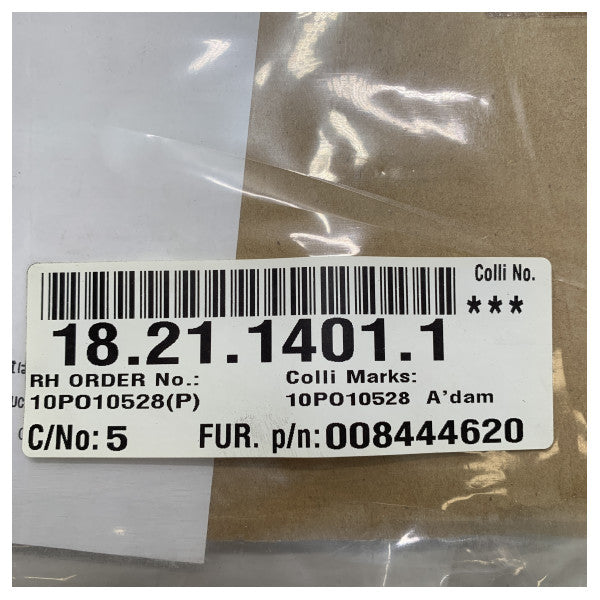 Colli No.
***
18.21.1401.1
RH ORDER No.: Colli Marks:
10PO10528(P) 10PO10528 A'dam
C/No: 5 FUR. p/n: 008444620